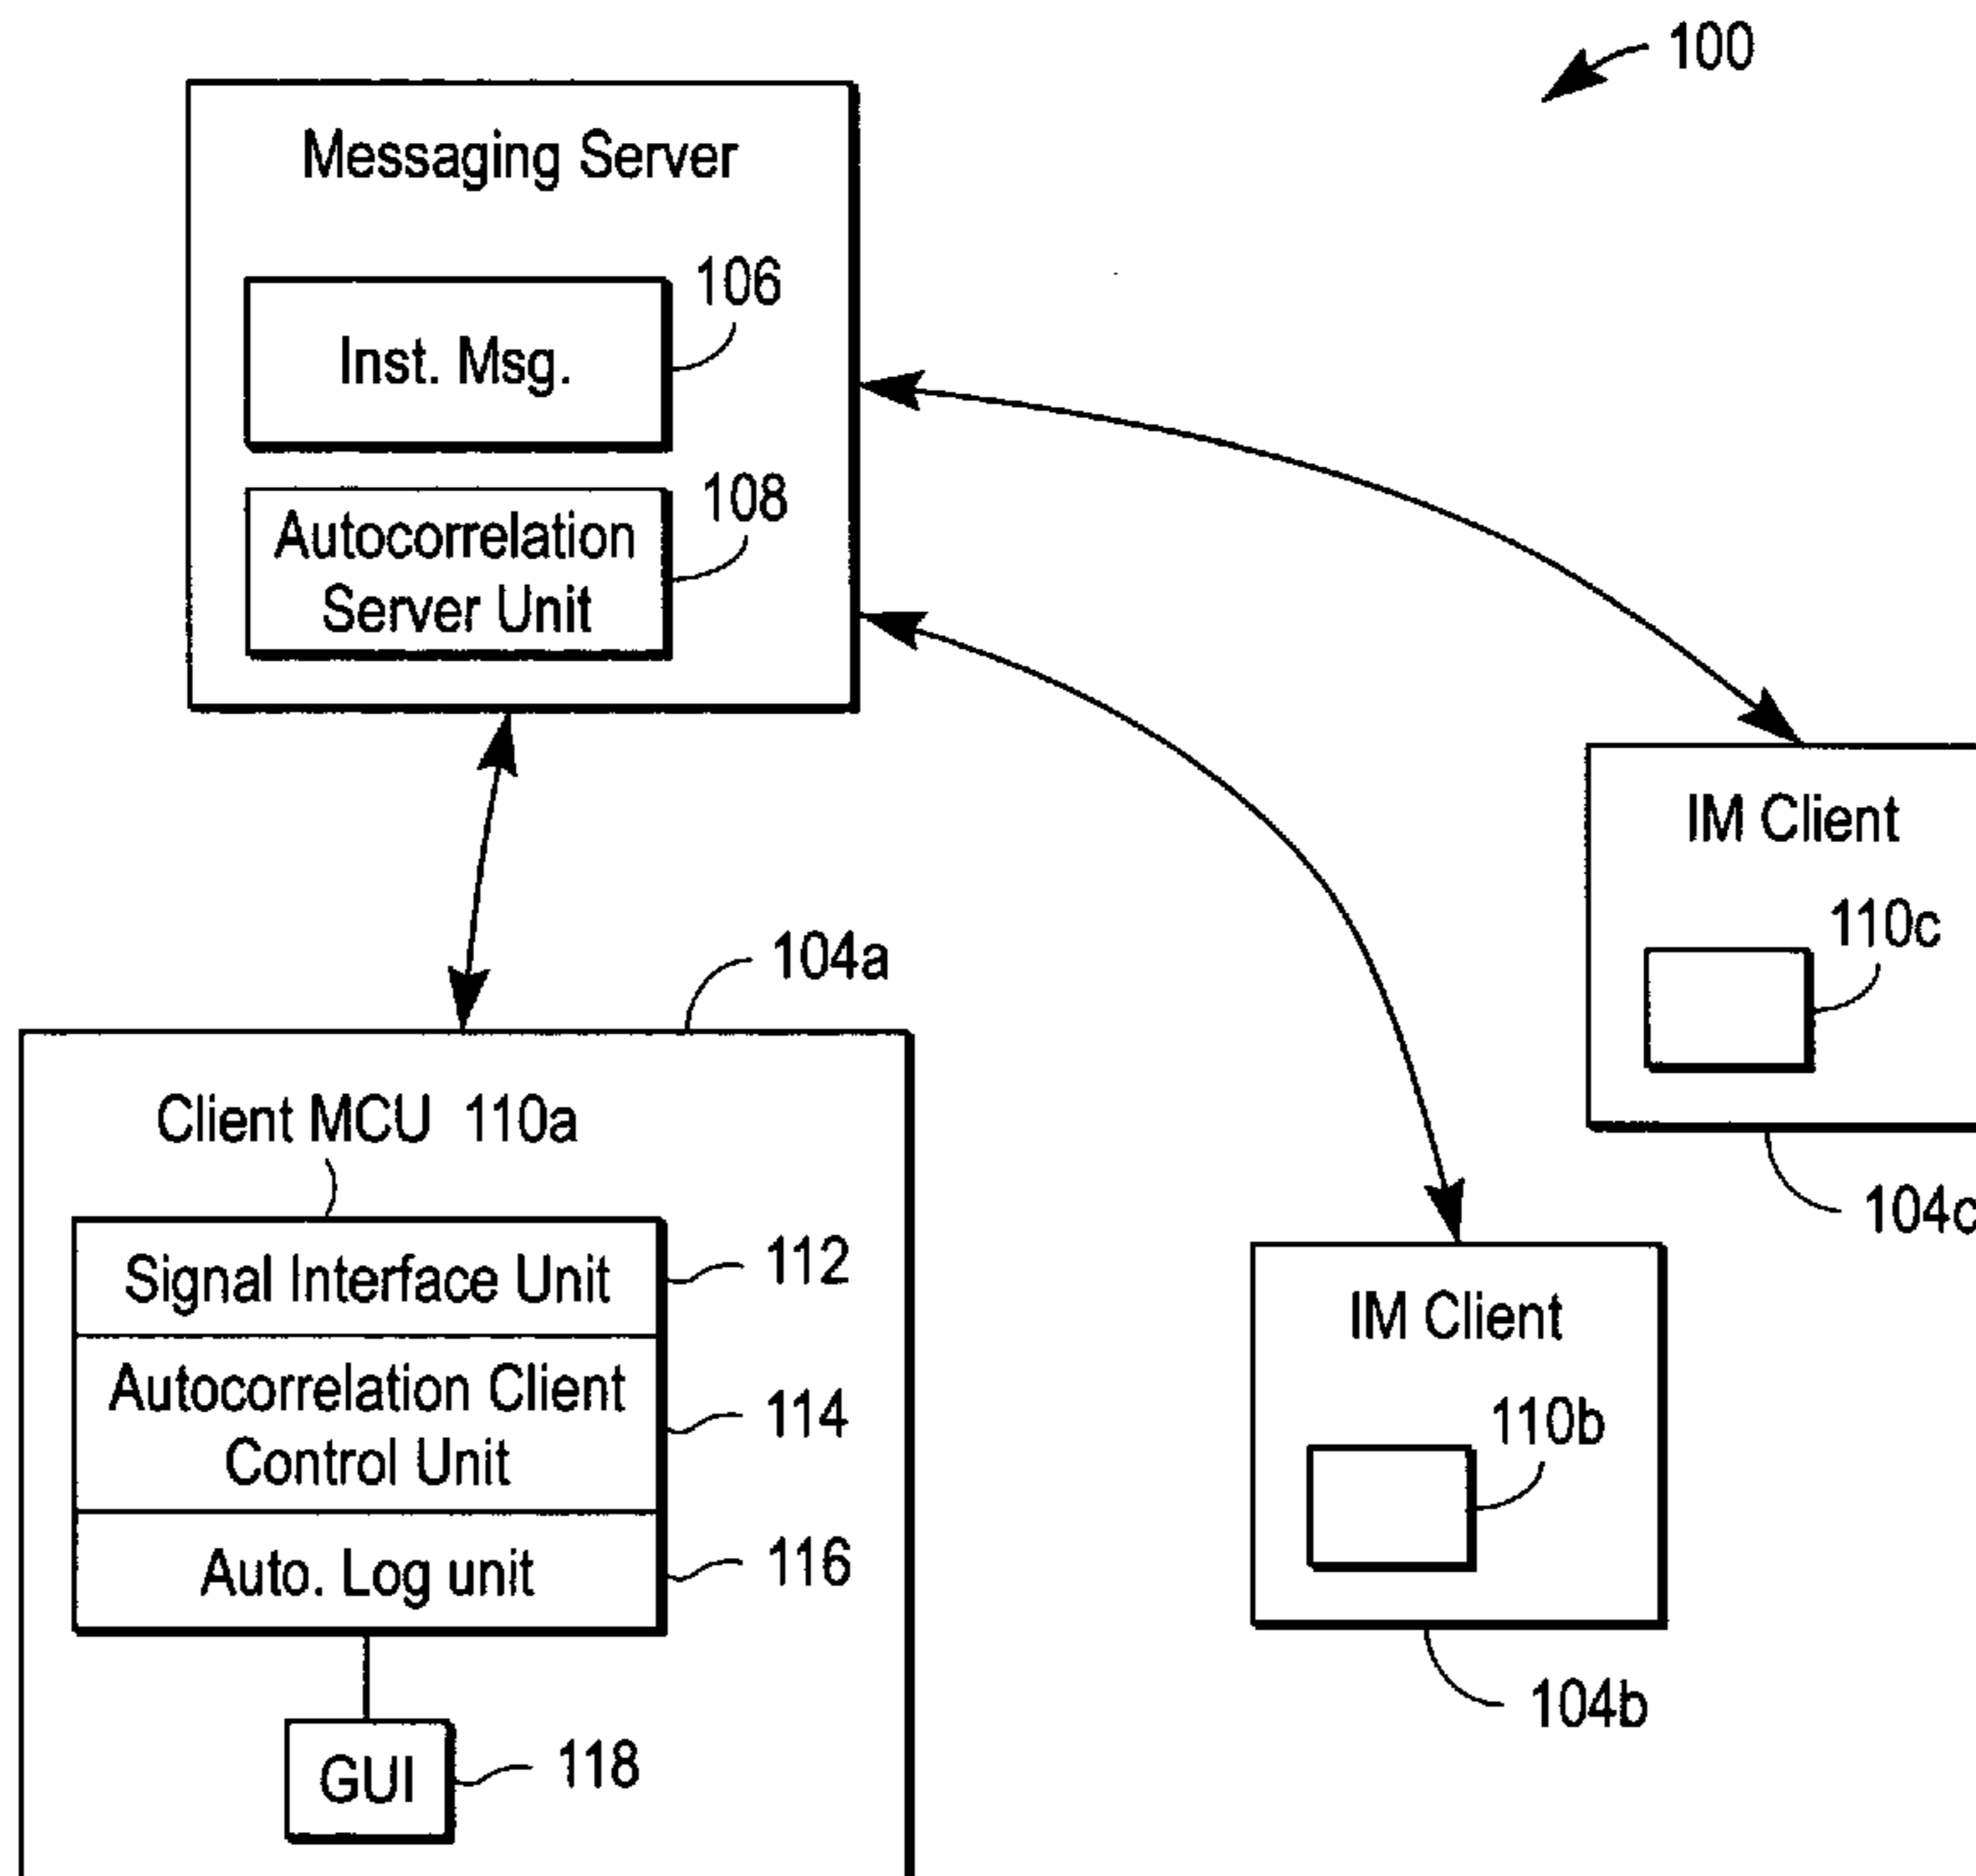 100
Messaging Server
106
Inst. Msg.
108
Autocorrelation
Server Unit
IM Client
110c
104c
104a
Client MCU 110a
Signal Interface Unit
112
Autocorrelation Client
Control Unit
114
Auto. Log unit
116
GUI
118
IM Client
110b
104b